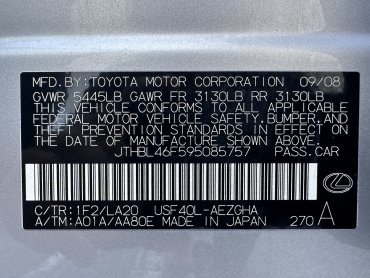 MFD.BY:TOYOTA MOTOR CORPORATION 09/08
GVWR 5445LB GAWR FR 3130LB RR 3130LB
THIS VEHICLE CONFORMS TO ALL APPLICABLE
FEDERAL MOTOR VEHICLE SAFETY,BUMPER,AND
THEFT PREVENTION STANDARDS IN EFFECT ON
THE DATE OF MANUFACTURE SHOWN ABOVE.
JTHBL46F595085757 PASS.CAR
C/TR:1F2/LA20 USF40L-AEZGHA
A/TM:A01A/AA80E MADE IN JAPAN 270 A